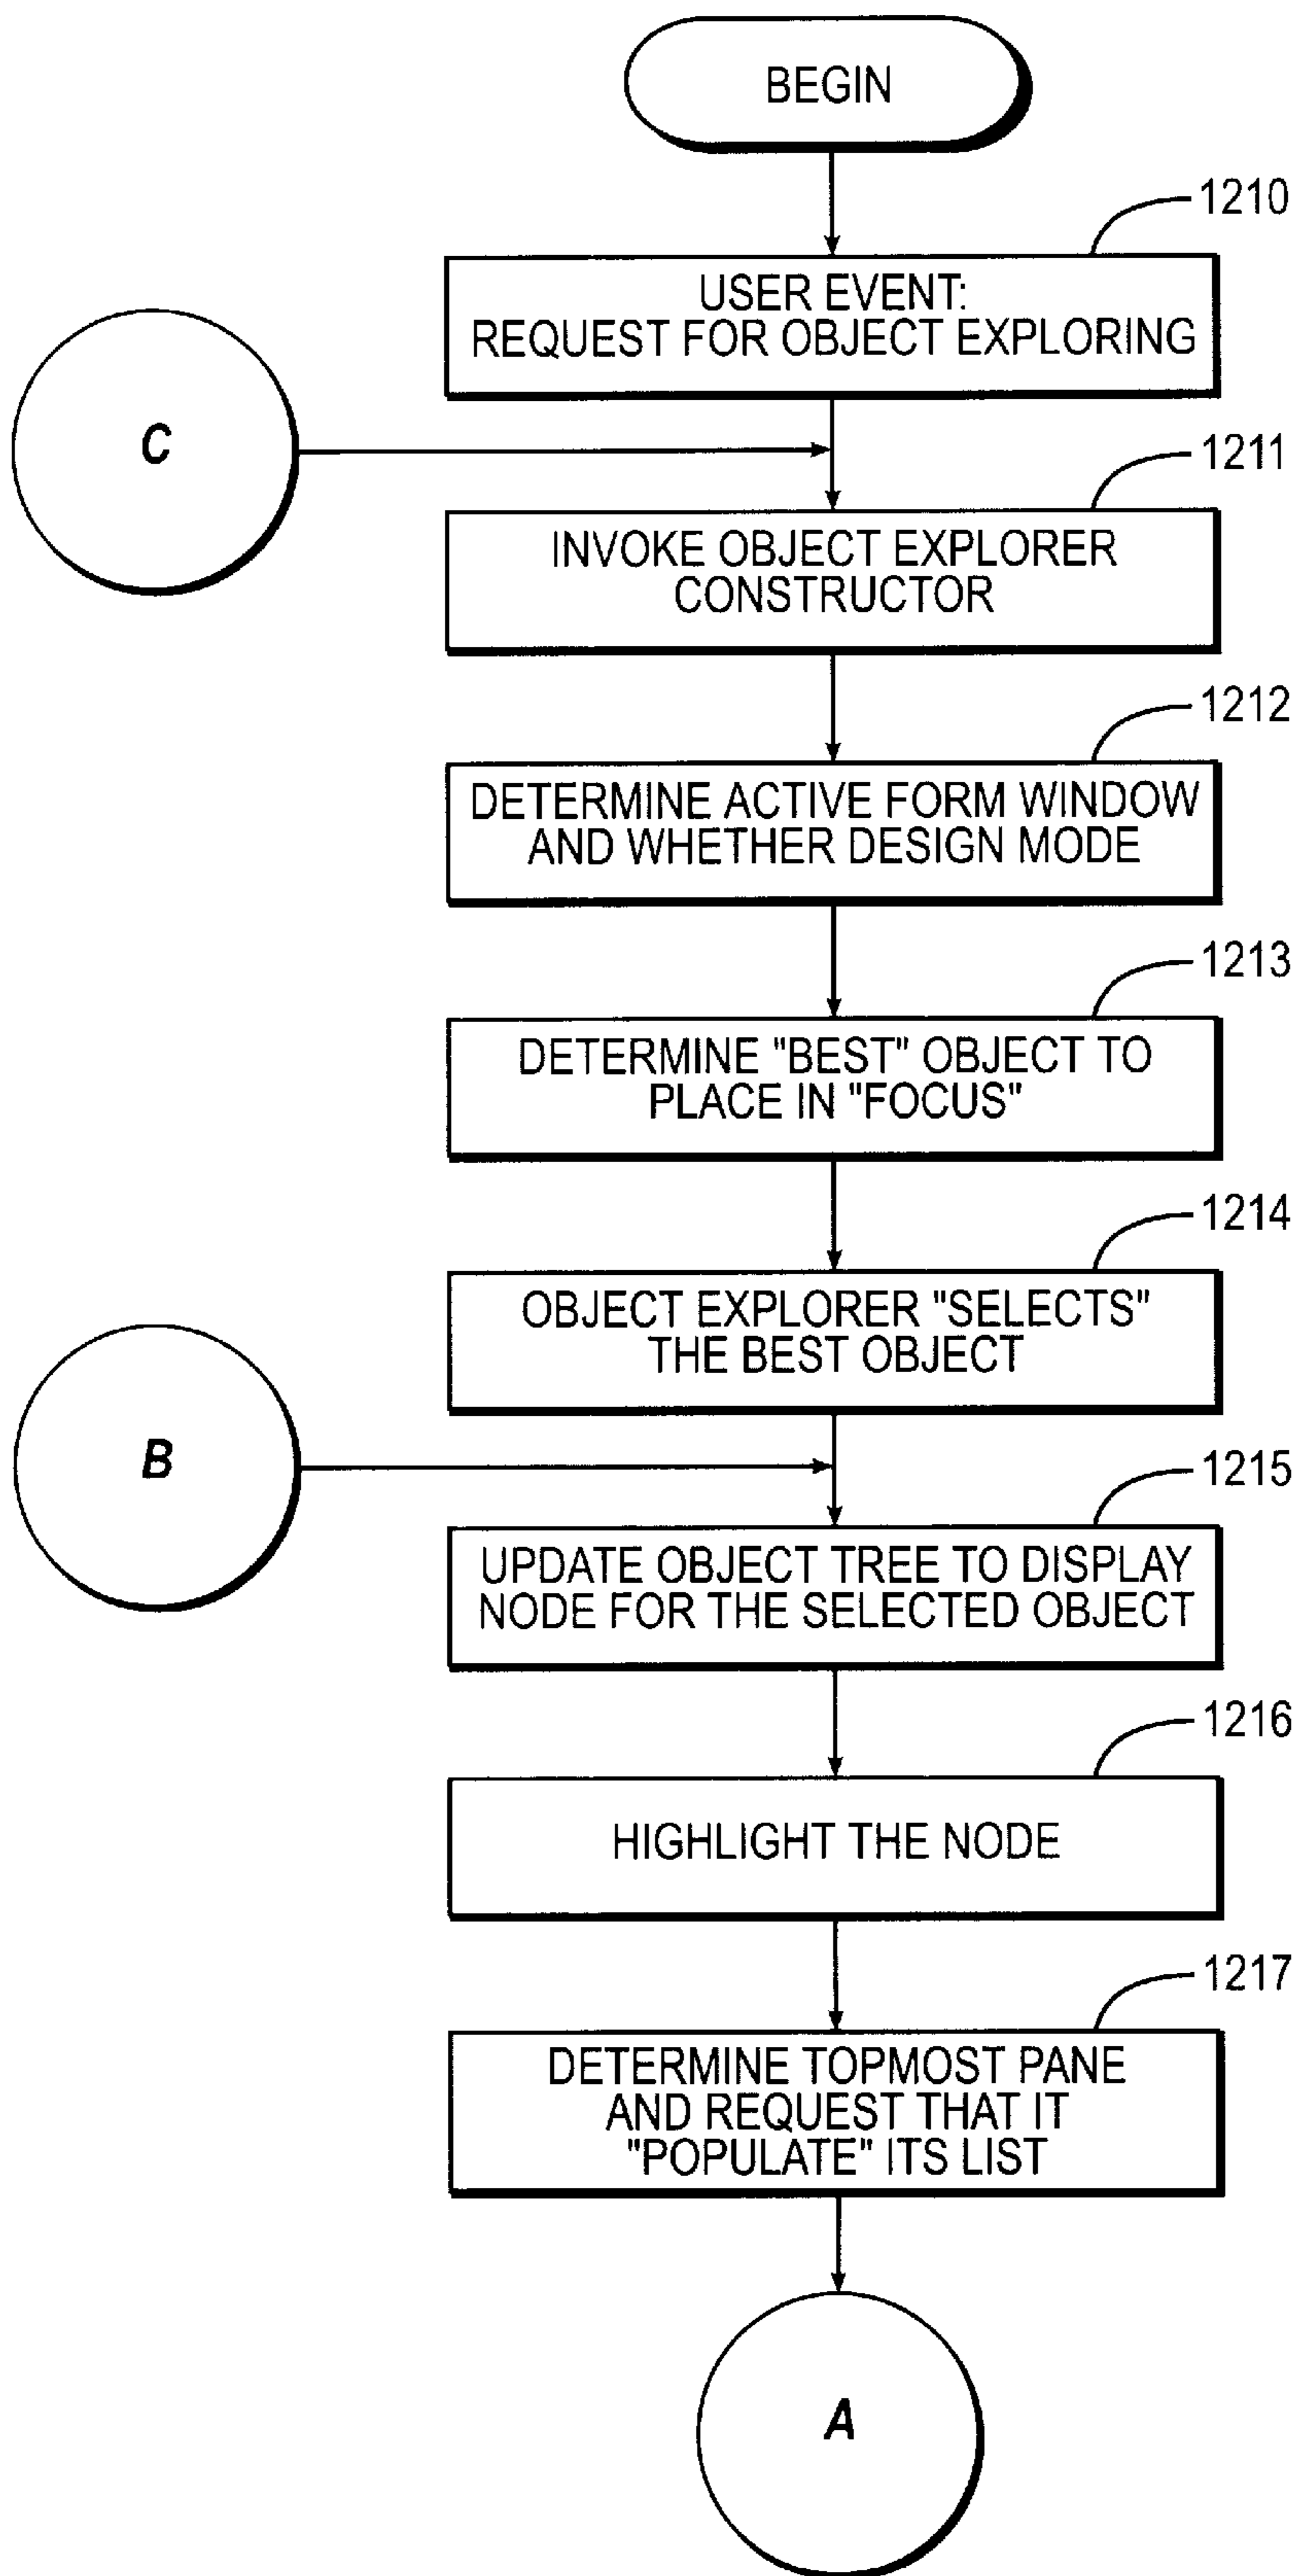 BEGIN
1210
USER EVENT:
REQUEST FOR OBJECT EXPLORING
C
1211
INVOKE OBJECT EXPLORER
CONSTRUCTOR
1212
DETERMINE ACTIVE FORM WINDOW
AND WHETHER DESIGN MODE
1213
DETERMINE "BEST" OBJECT TO
PLACE IN "FOCUS"
1214
OBJECT EXPLORER "SELECTS"
THE BEST OBJECT
B
1215
UPDATE OBJECT TREE TO DISPLAY
NODE FOR THE SELECTED OBJECT
1216
HIGHLIGHT THE NODE
1217
DETERMINE TOPMOST PANE
AND REQUEST THAT IT
"POPULATE" ITS LIST
A